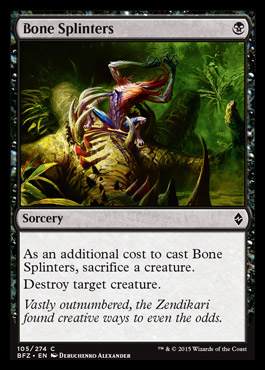 Bone Splinters
Sorcery
As an additional cost to cast Bone
Splinters, sacrifice a creature.
Destroy target creature.
Vastly outnumbered, the Zendikari
found creative ways to even the odds.
105/274 C
BFZ • EN Deruchenko Alexander
™ & © 2015 Wizards of the Coast